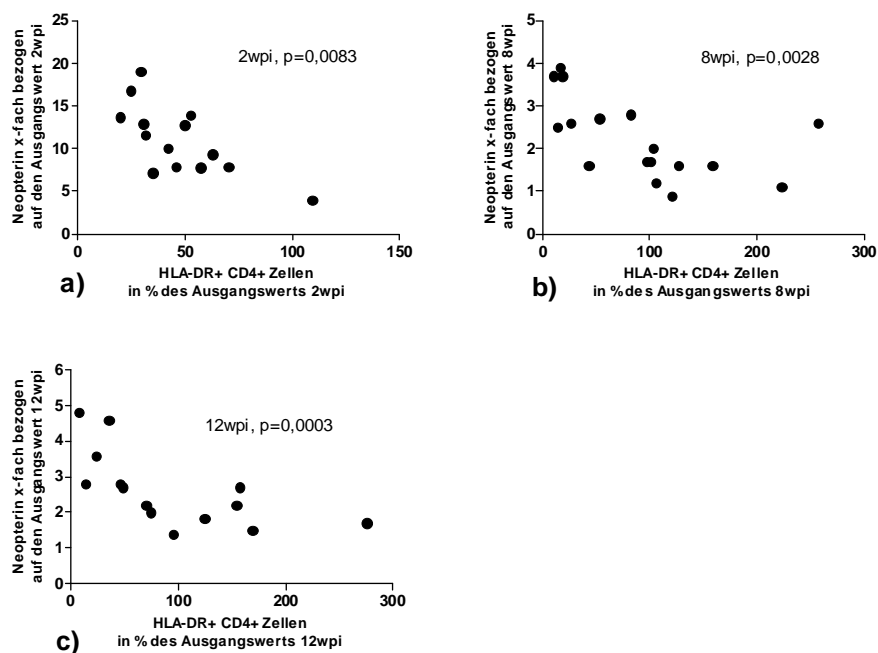 Neopterin x-fach bezogen
auf den Ausgangswert 2wpi
25
20
15
10
5
0
2wpi, p=0,0083
0
50
100
150
HLA-DR+ CD4+ Zellen
in % des Ausgangswerts 2wpi
a)
Neopterin x-fach bezogen
auf den Ausgangswert 8wpi
5
4
3
2
1
0
8wpi, p=0,0028
0
100
200
300
HLA-DR+ CD4+ Zellen
in % des Ausgangswerts 8wpi
b)
Neopterin x-fach bezogen
auf den Ausgangswert 12wpi
6
5
4
3
2
1
0
12wpi, p=0,0003
0
100
200
300
HLA-DR+ CD4+ Zellen
in % des Ausgangswerts 12wpi
c)